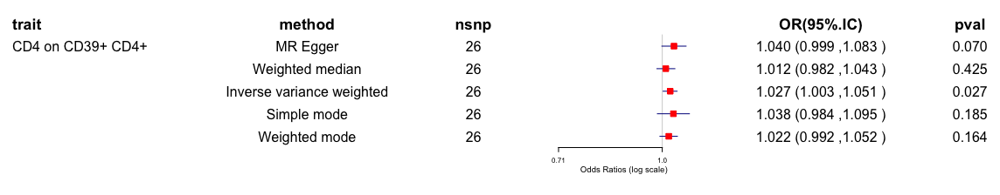 trait method nsnp OR(95%.IC) pval
CD4 on CD39+ CD4+ MR Egger 26 1.040 (0.999 ,1.083 ) 0.070
Weighted median 26 1.012 (0.982 ,1.043 ) 0.425
Inverse variance weighted 26 1.027 (1.003 ,1.051 ) 0.027
Simple mode 26 1.038 (0.984 ,1.095 ) 0.185
Weighted mode 26 1.022 (0.992 ,1.052 ) 0.164
0.71 1.0
Odds Ratios (log scale)